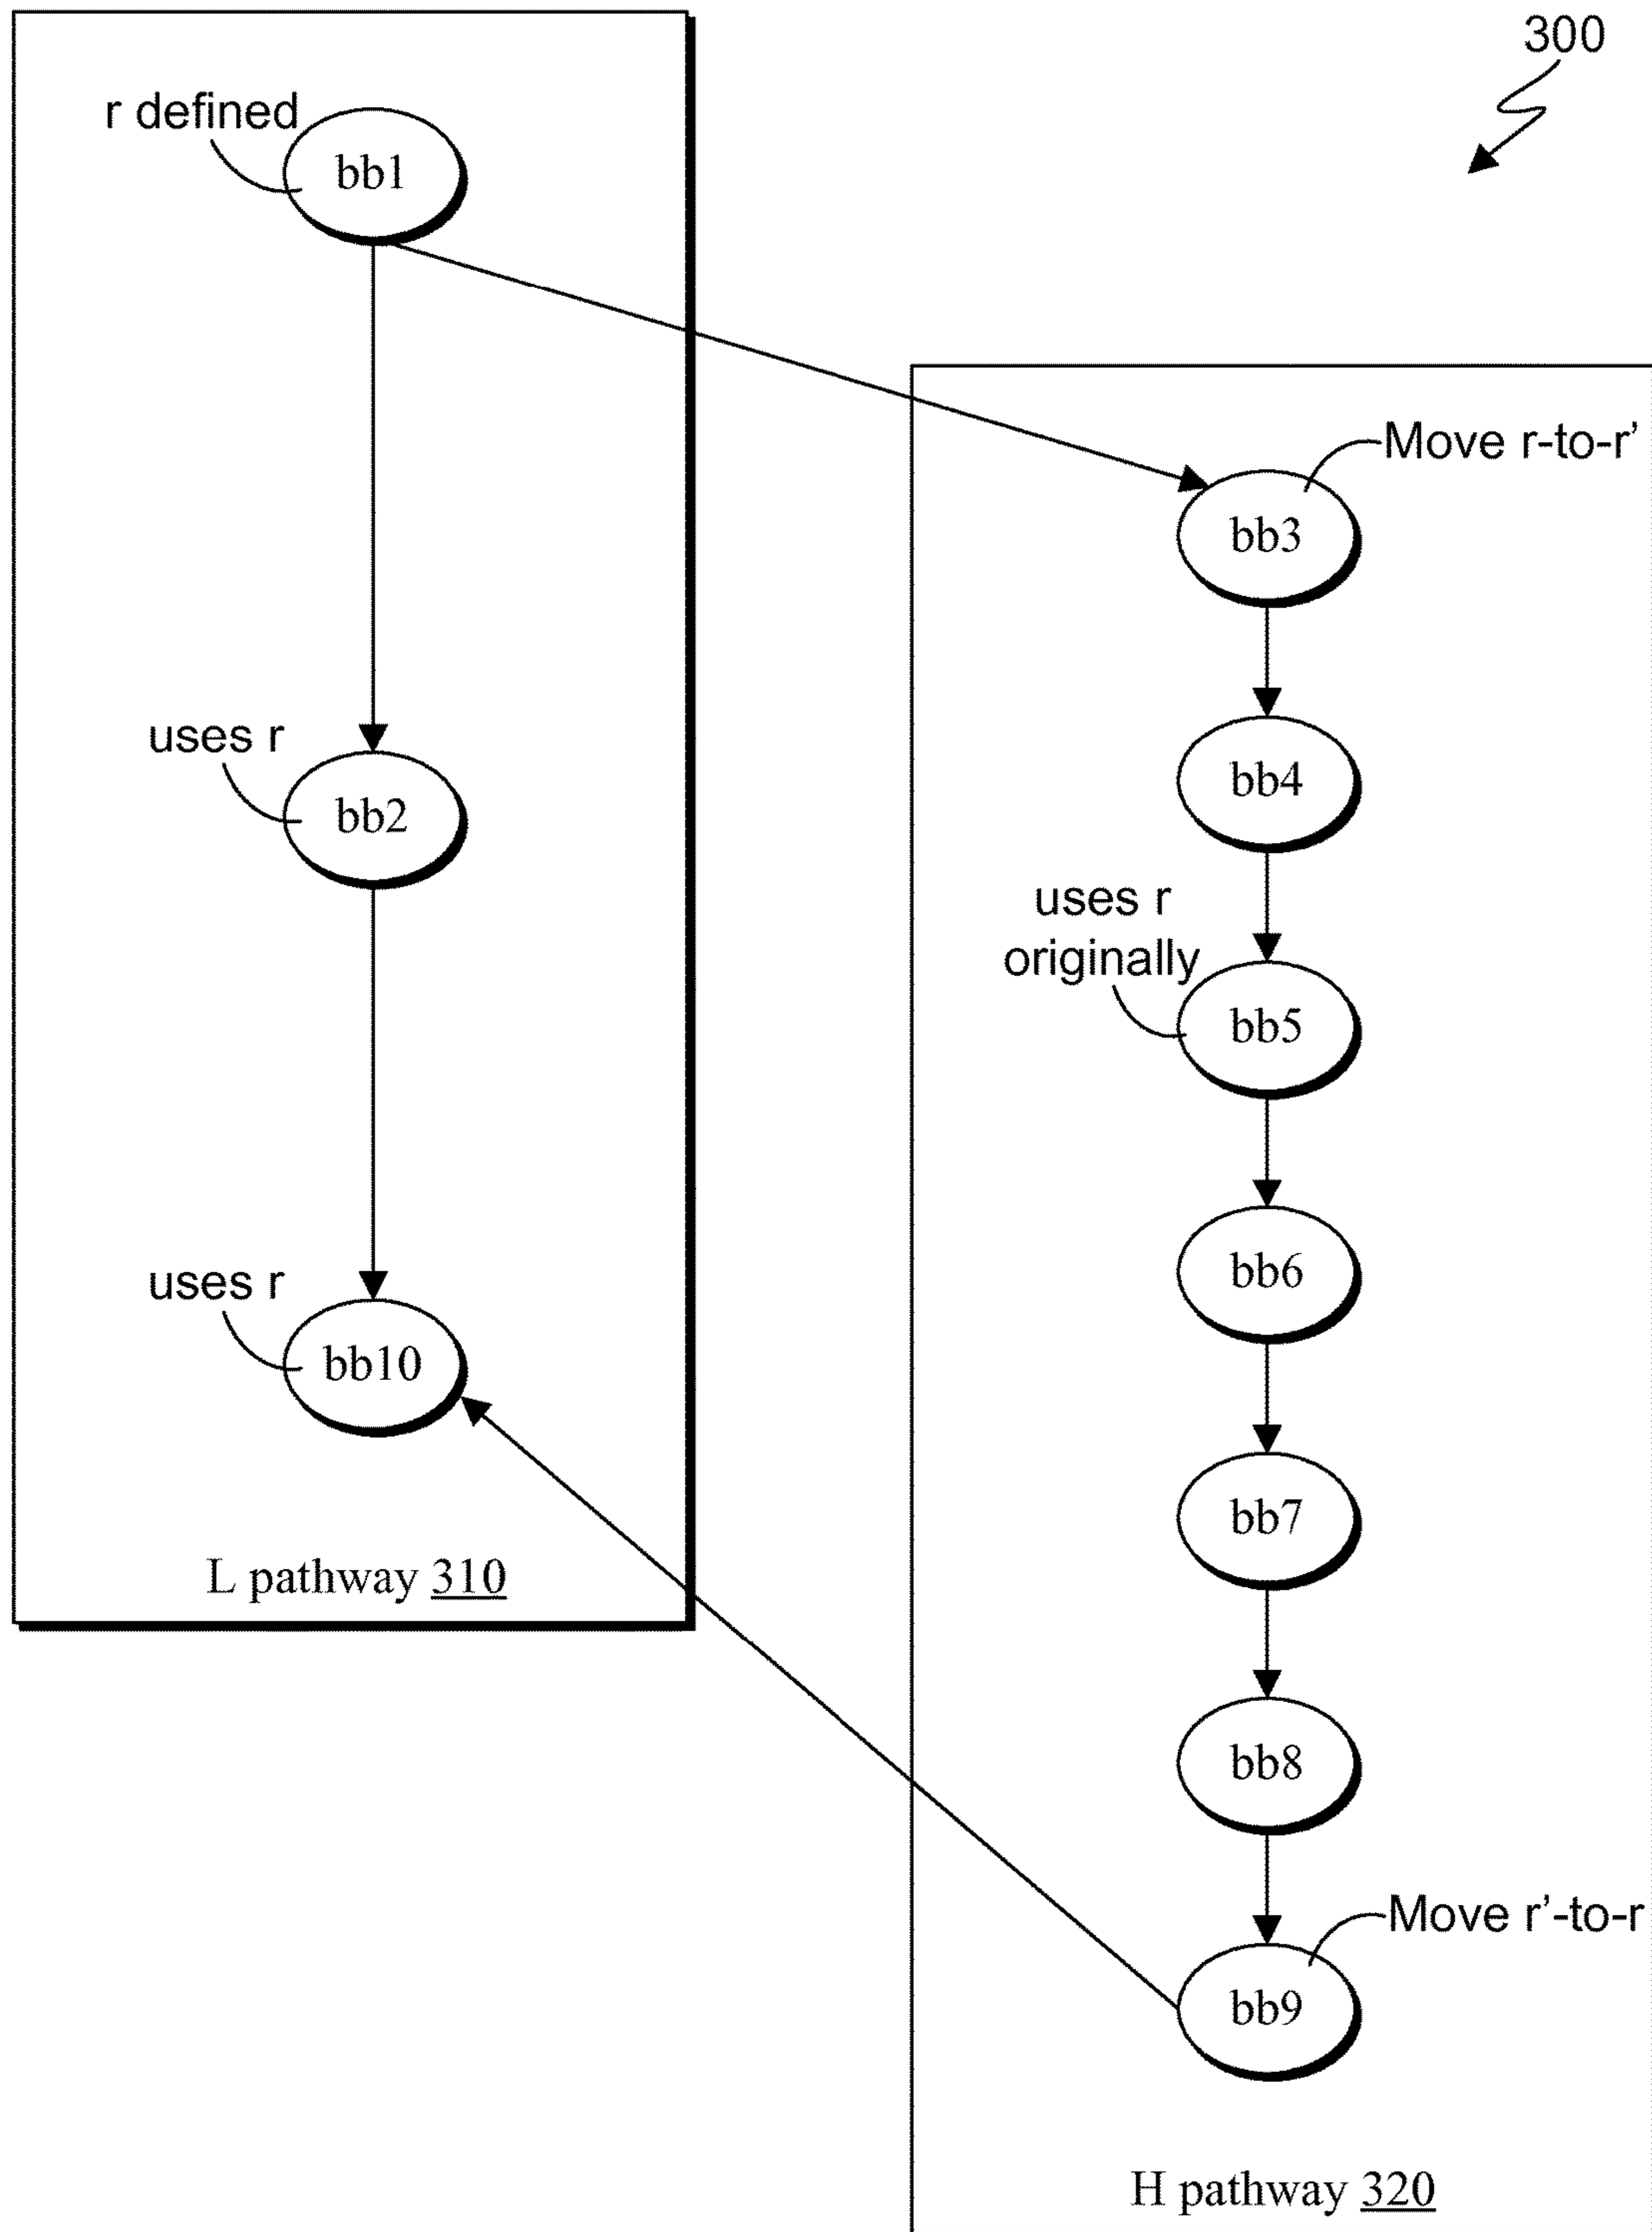 300
r defined
bb1
Move r-to-r’
bb3
uses r
bb2
bb4
uses r
originally
bb5
bb6
uses r
bb10
bb7
L pathway 310
bb8
Move r’-to-r
bb9
H pathway 320